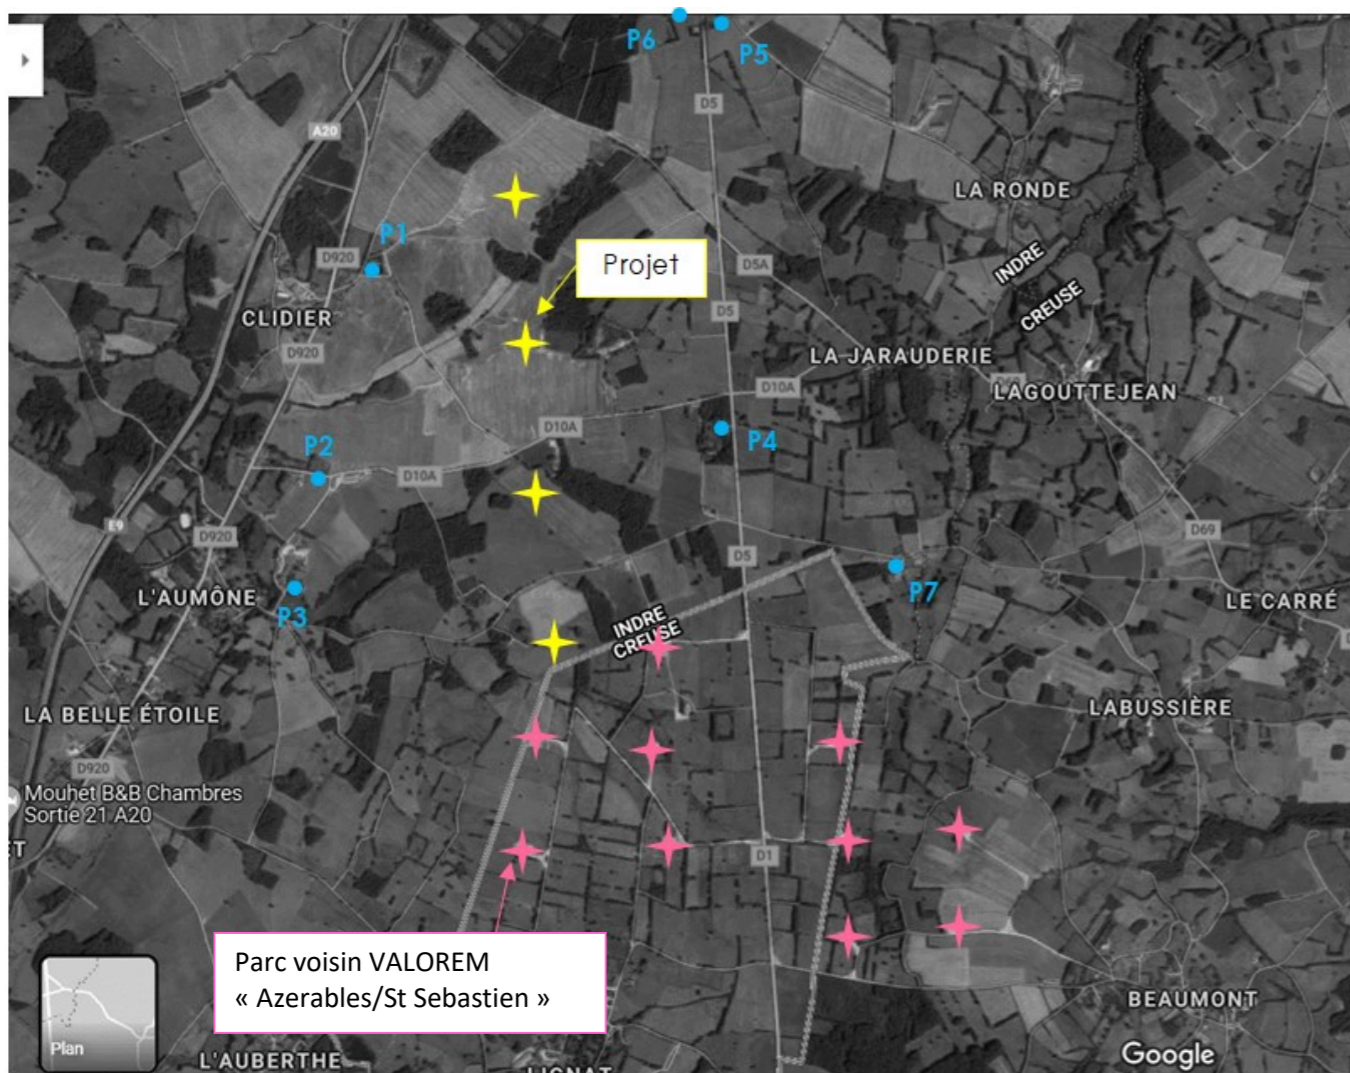 P6
P5
D5
A20
LA RONDE
P1
D920
Projet
D5A
INDRE
CREUSE
CLIDIER
D5
D920
LA JARAUDERIE
LAGOUTTEJEAN
D10A
D10A
P2
P4
D10A
E9
D920
D69
D5
L'AUMÔNE
P3
P7
LE CARRÉ
INDRE
CREUSE
LA BELLE ÉTOILE
LABUSSIÈRE
D920
Mouhet B&B Chambres
Sortie 21 A20
ET
D1
Parc voisin VALOREM
« Azerables/St Sebastien »
BEAUMONT
Plan
L'AUBERTHE
Google